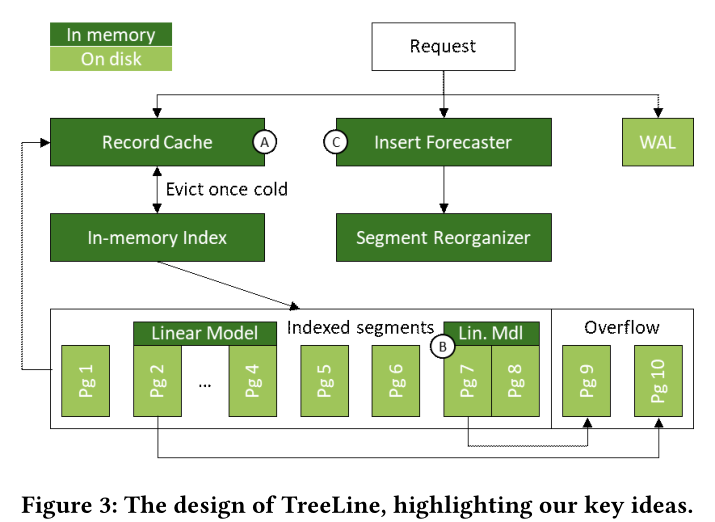 In memory
On disk
Request
Record Cache
A
C
Insert Forecaster
WAL
Evict once cold
In-memory Index
Segment Reorganizer
Linear Model
Indexed segments
Lin. Mdl
Overflow
B
Pg 1
Pg 2
...
Pg 4
Pg 5
Pg 6
Pg 7
Pg 8
Pg 9
Pg 10
Figure 3: The design of TreeLine, highlighting our key ideas.